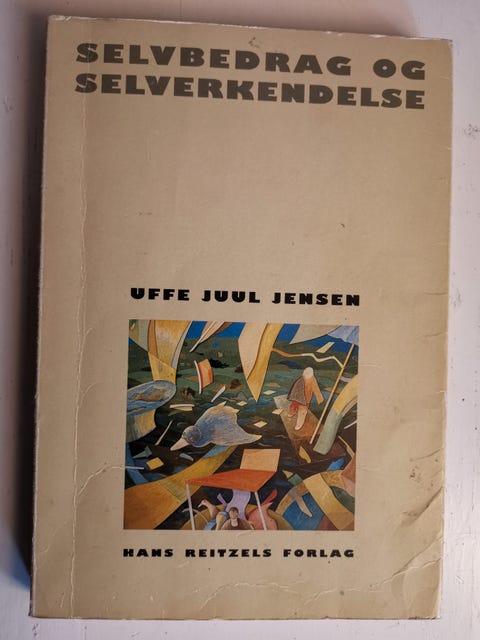 SELVBEDRAG OG
SELVERKENDELSE
UFFE JUUL JENSEN
HANS REITZELS FORLAG